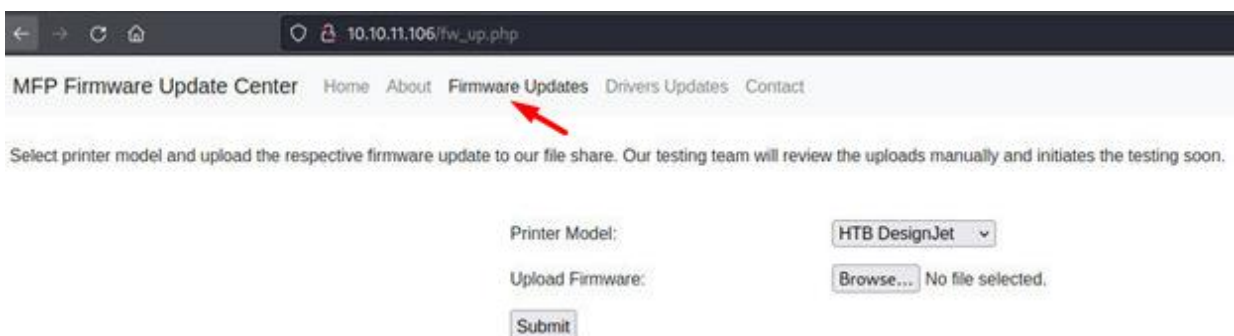 10.10.11.106/fw_up.php
MFP Firmware Update Center Home About Firmware Updates Drivers Updates Contact
Select printer model and upload the respective firmware update to our file share. Our testing team will review the uploads manually and initiates the testing soon.
Printer Model: HTB DesignJet
Upload Firmware: Browse... No file selected.
Submit